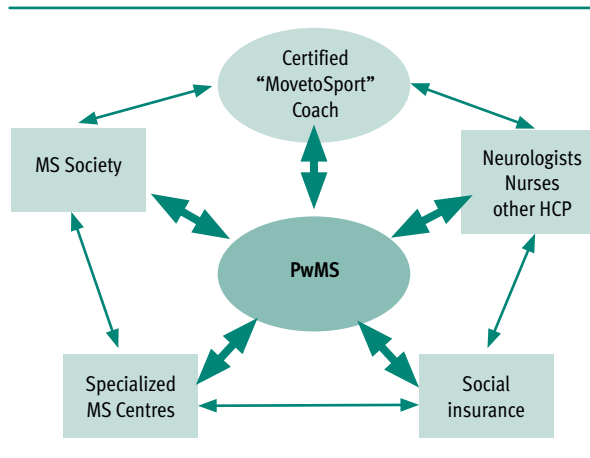 Certified
“MovetoSport”
Coach
MS Society
Neurologists
Nurses
other HCP
PwMS
Specialized
MS Centres
Social
insurance